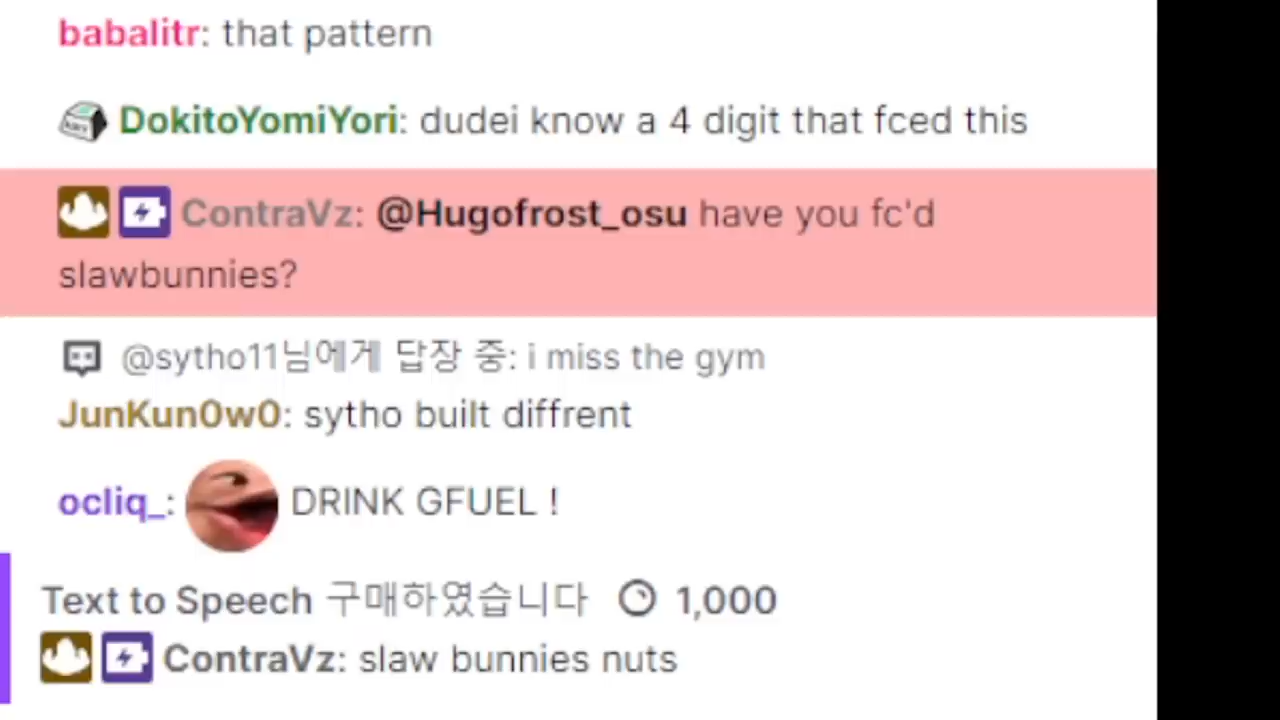 babalitr: that pattern
DokitoYomiYori: dudei know a 4 digit that fced this
ContraVz: @Hugofrost_osu have you fc'd
slawbunnies?
@sytho11님에게 답장 중: i miss the gym
JunKun0w0: sytho built diffrent
ocliq_: DRINK GFUEL !
Text to Speech 구매하였습니다 1,000
ContraVz: slaw bunnies nuts